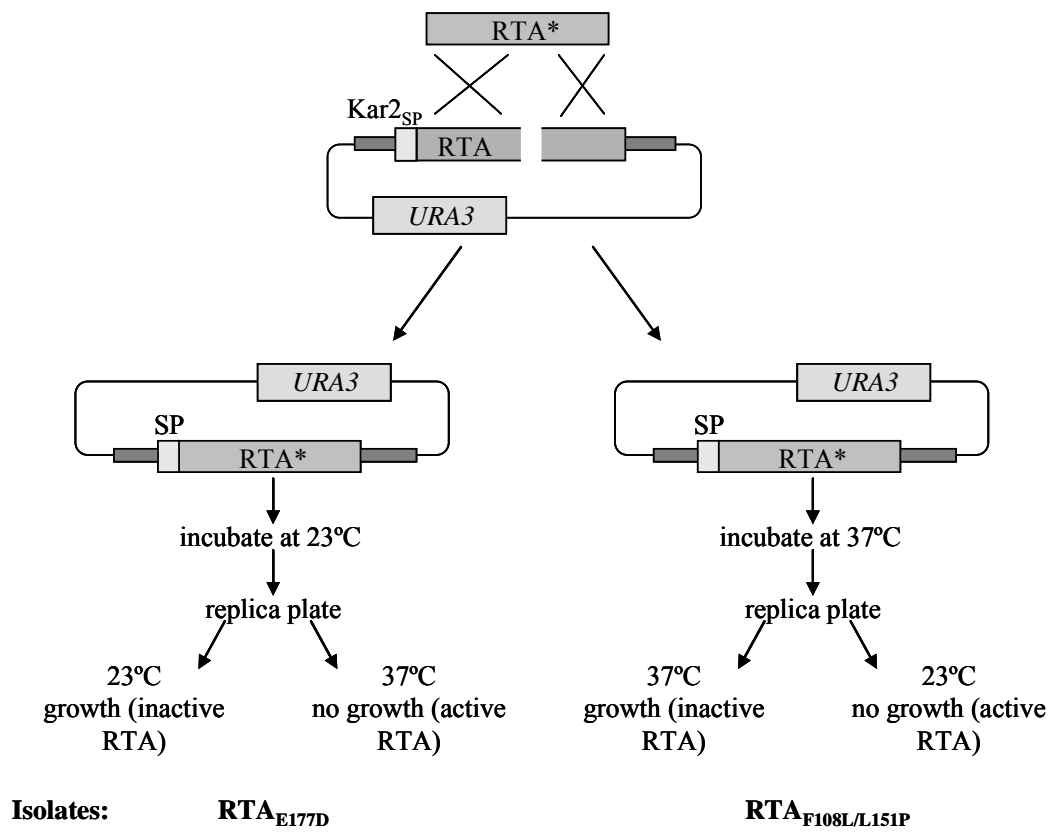 RTA*
Kar2SP
RTA
URA3
URA3
SP
RTA*
incubate at 23ºC
replica plate
23ºC
growth (inactive
RTA)
37ºC
no growth (active
RTA)
URA3
SP
RTA*
incubate at 37ºC
replica plate
37ºC
growth (inactive
RTA)
23ºC
no growth (active
RTA)
Isolates: RTAE177D RTAF108L/L151P